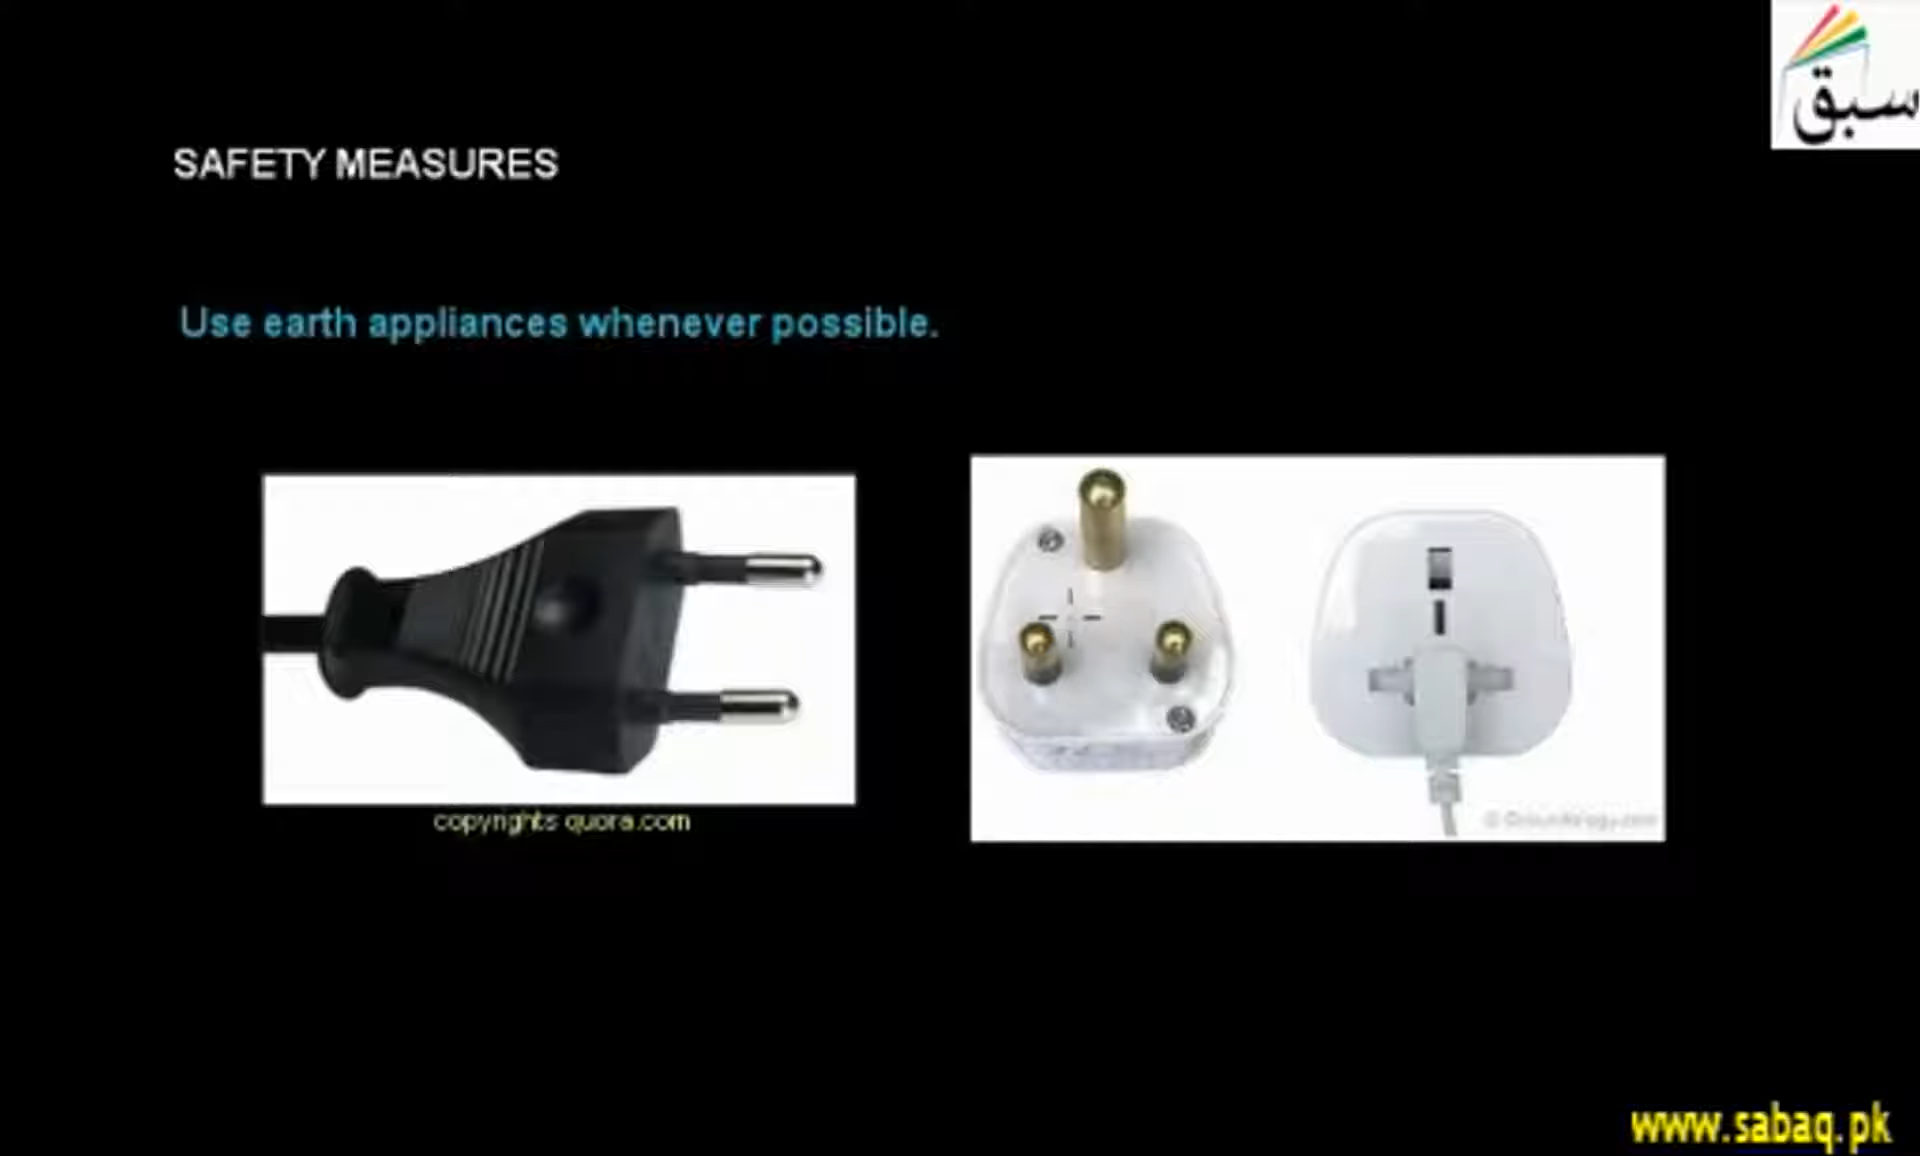 سبق
SAFETY MEASURES
Use earth appliances whenever possible.
copyrights quora.com
www.sabaq.pk